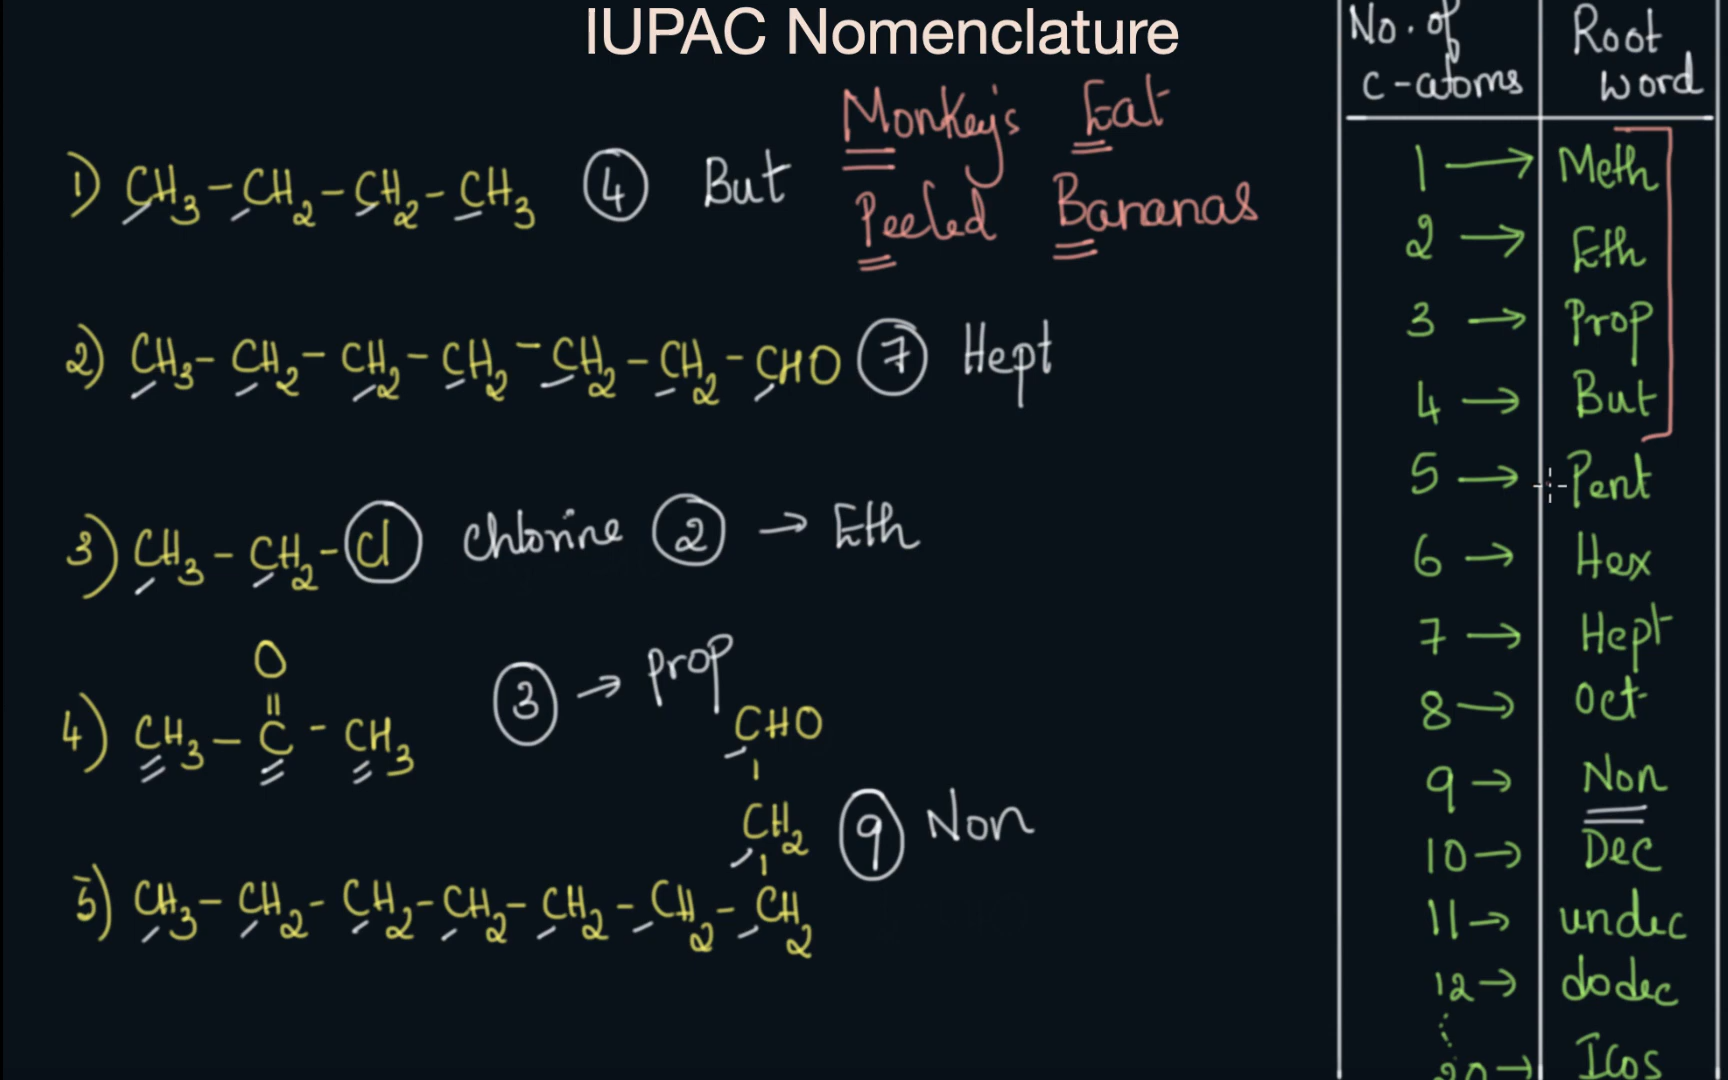 IUPAC Nomenclature
Monkey's Eat
Peeled Bananas
1) CH3 - CH2 - CH2 - CH3 4 But
2) CH3 - CH2 - CH2 - CH2 - CH2 - CH2 - CHO 7 Hept
3) CH3 - CH2 - Cl chlorine 2 → Eth
O
||
4) CH3 - C - CH3 3 → Prop
CHO
|
CH2 9 Non
|
5) CH3 - CH2 - CH2 - CH2 - CH2 - CH2 - CH2
No. of C-atoms Root word
1 → Meth
2 → Eth
3 → Prop
4 → But
5 → Pent
6 → Hex
7 → Hept
8 → Oct
9 → Non
10 → Dec
11 → undec
12 → dodec
20 → Icos